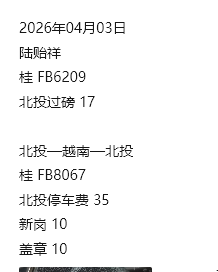 2026年04月03日
陆贻祥
桂 FB6209
北投过磅 17
北投—越南—北投
桂 FB8067
北投停车费 35
新岗 10
盖章 10